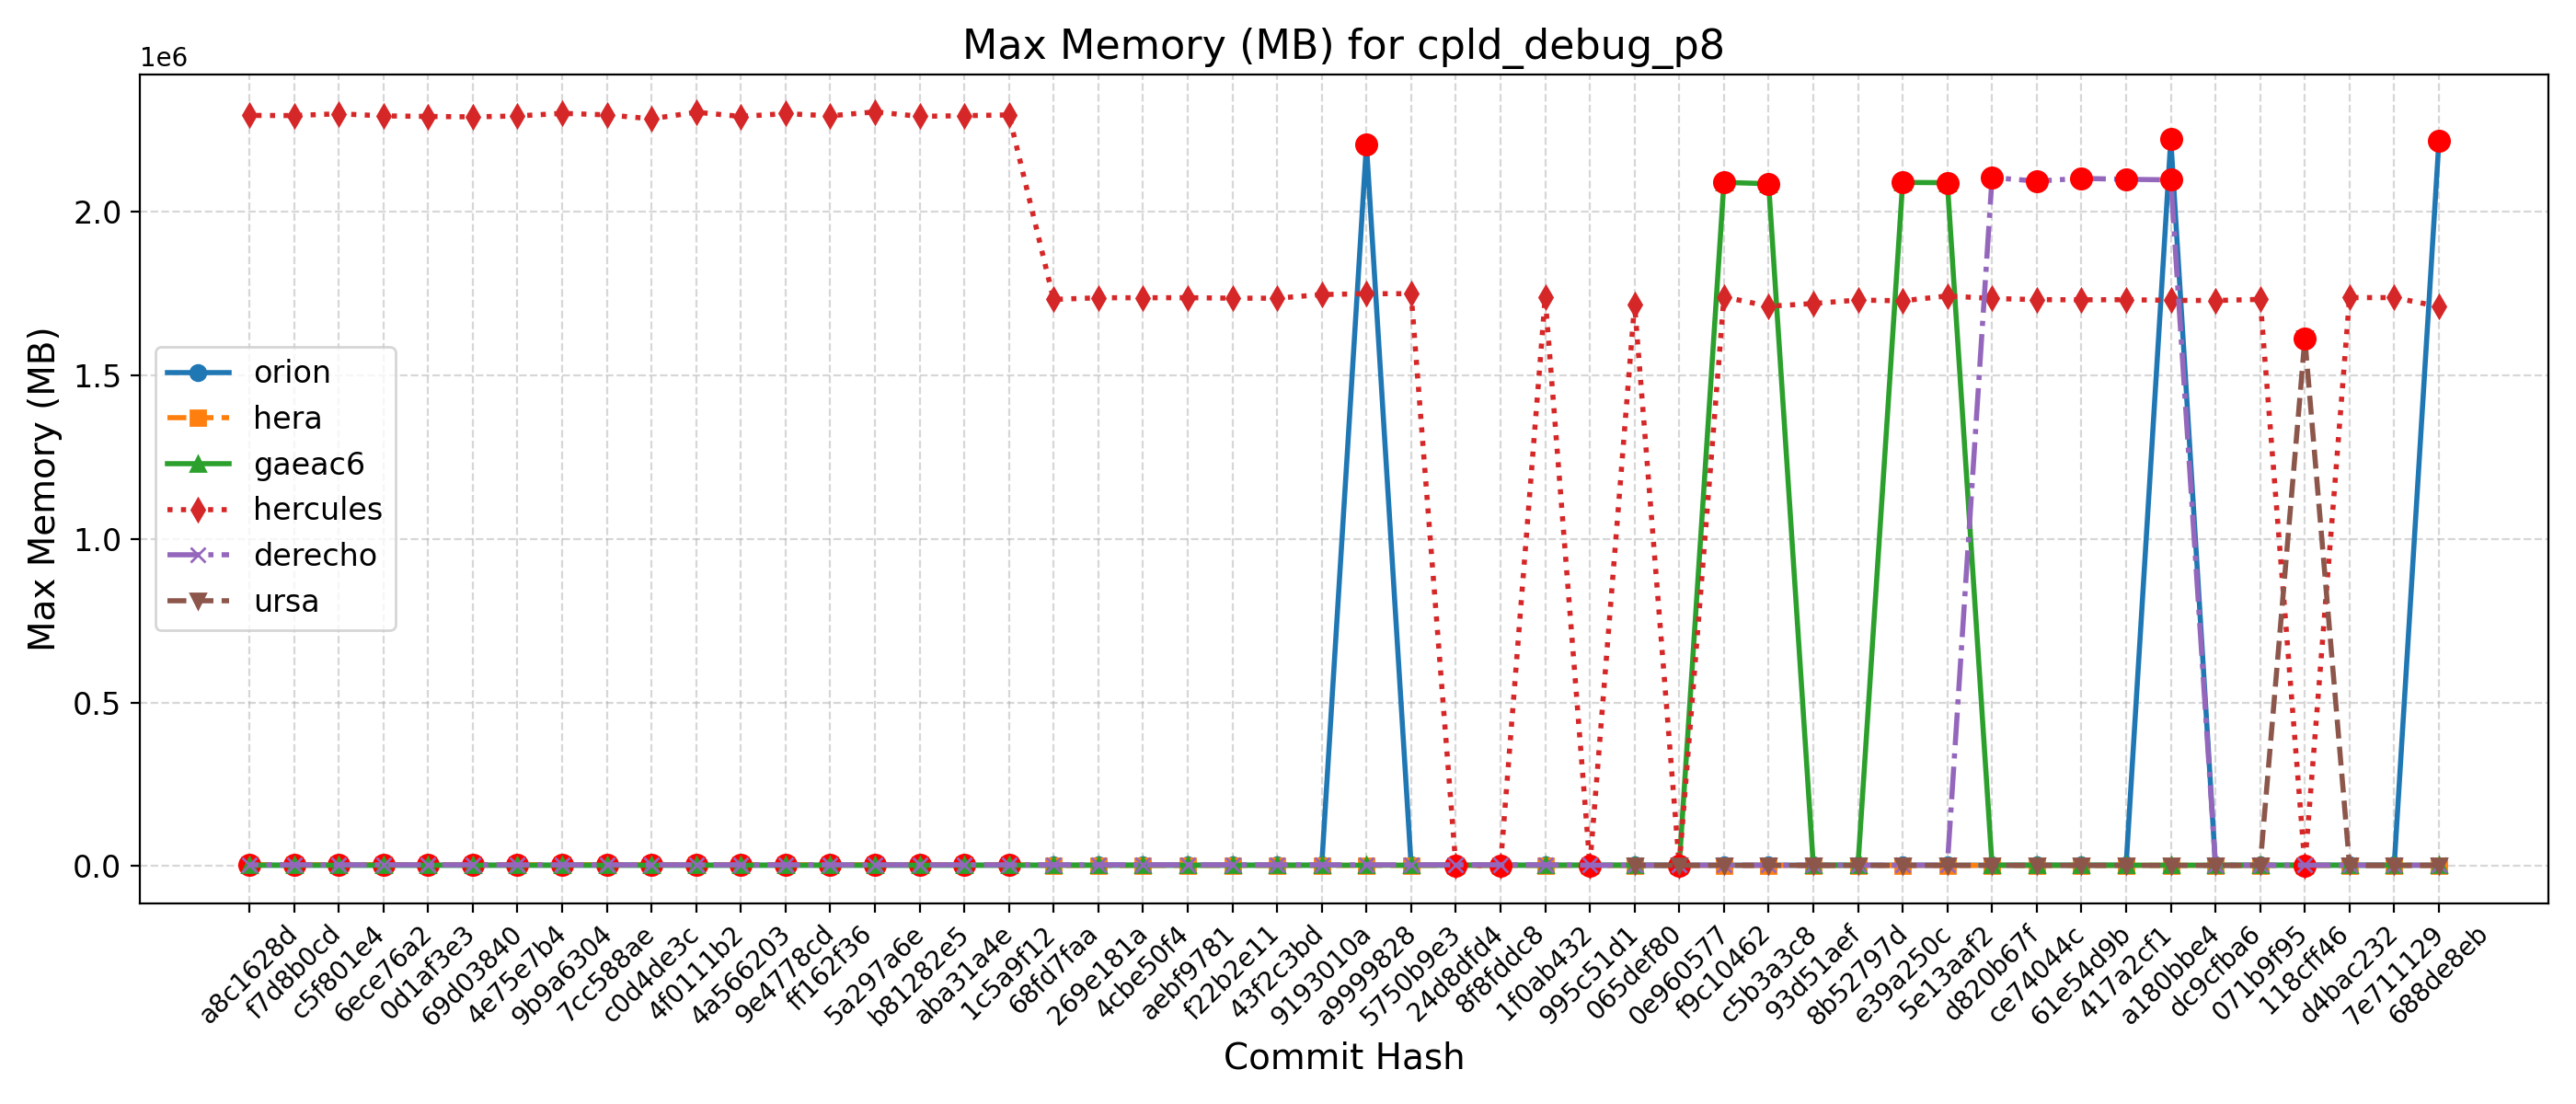 Max Memory (MB) for cpld_debug_p8
1e6
Max Memory (MB)
2.0
1.5
1.0
0.5
0.0
orion
hera
gaeac6
hercules
derecho
ursa
a8c1628d
f7d8b0cd
c5f801e4
6ece76a2
0d1af3e3
69d03840
4e75e7b4
9b9a6304
7cc588ae
c0d4de3c
4f0111b2
4a566203
9e4778cd
ff162f36
5a297a6e
b81282e5
aba31a4e
1c5a9f12
68fd7faa
269e181a
4cbe50f4
aebf9781
f22b2e11
43f2c3bd
9193010a
a9999828
5750b9e3
24d8dfd4
8f8fddc8
1f0ab432
995c51d1
065def80
0e960577
f9c10462
c5b3a3c8
93d51aef
8b52797d
e39a250c
5e13aaf2
d820b67f
ce74044c
61e54d9b
417a2cf1
a180bbe4
dc9cfba6
071b9f95
118cff46
d4bac232
7e711129
688de8eb
Commit Hash